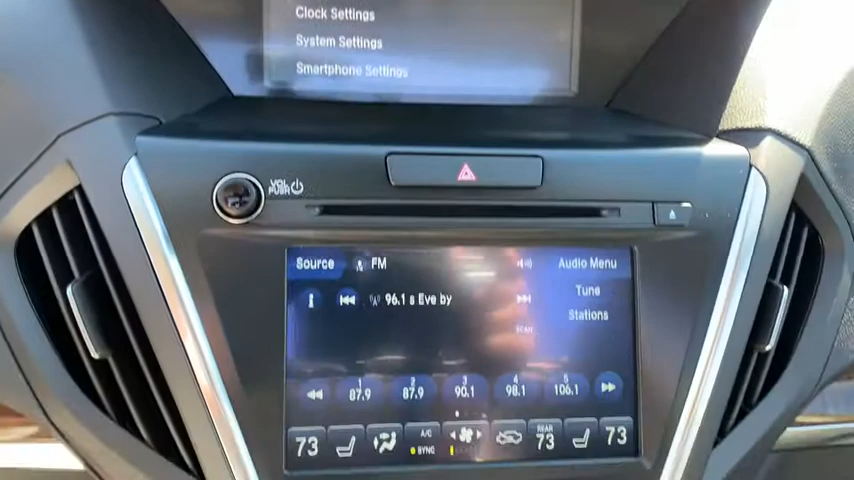 Clock Settings
System Settings
Smartphone Settings
VOL
PUSH
Source FM Audio Menu
96.1 s Eve by
Tune
SCAN
Stations
1 2 3 4 5
87.9 87.9 90.1 98.1 106.1
73 A/C SYNC REAR 73 73